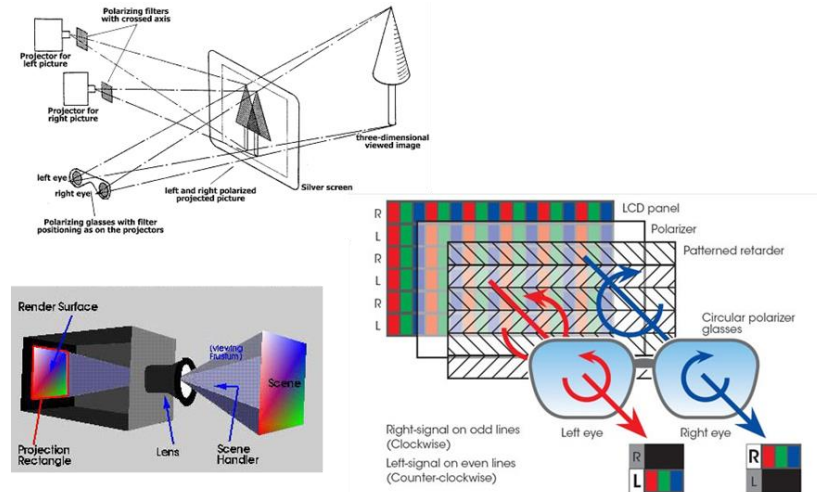 Polarizing filters
with crossed axis
Projector for
left picture
Projector for
right picture
left eye
right eye
Polarizing glasses with filter
positioning as on the projectors
left and right polarized
projected picture
Silver screen
three-dimensional
viewed image
Render Surface
(viewing
Frustum)
Scene
Projection
Rectangle
Lens
Scene
Handler
R
L
R
L
R
L
LCD panel
Polarizer
Patterned retarder
Circular polarizer
glasses
Right-signal on odd lines
(Clockwise)
Left-signal on even lines
(Counter-clockwise)
Left eye
Right eye
R
L
R
L